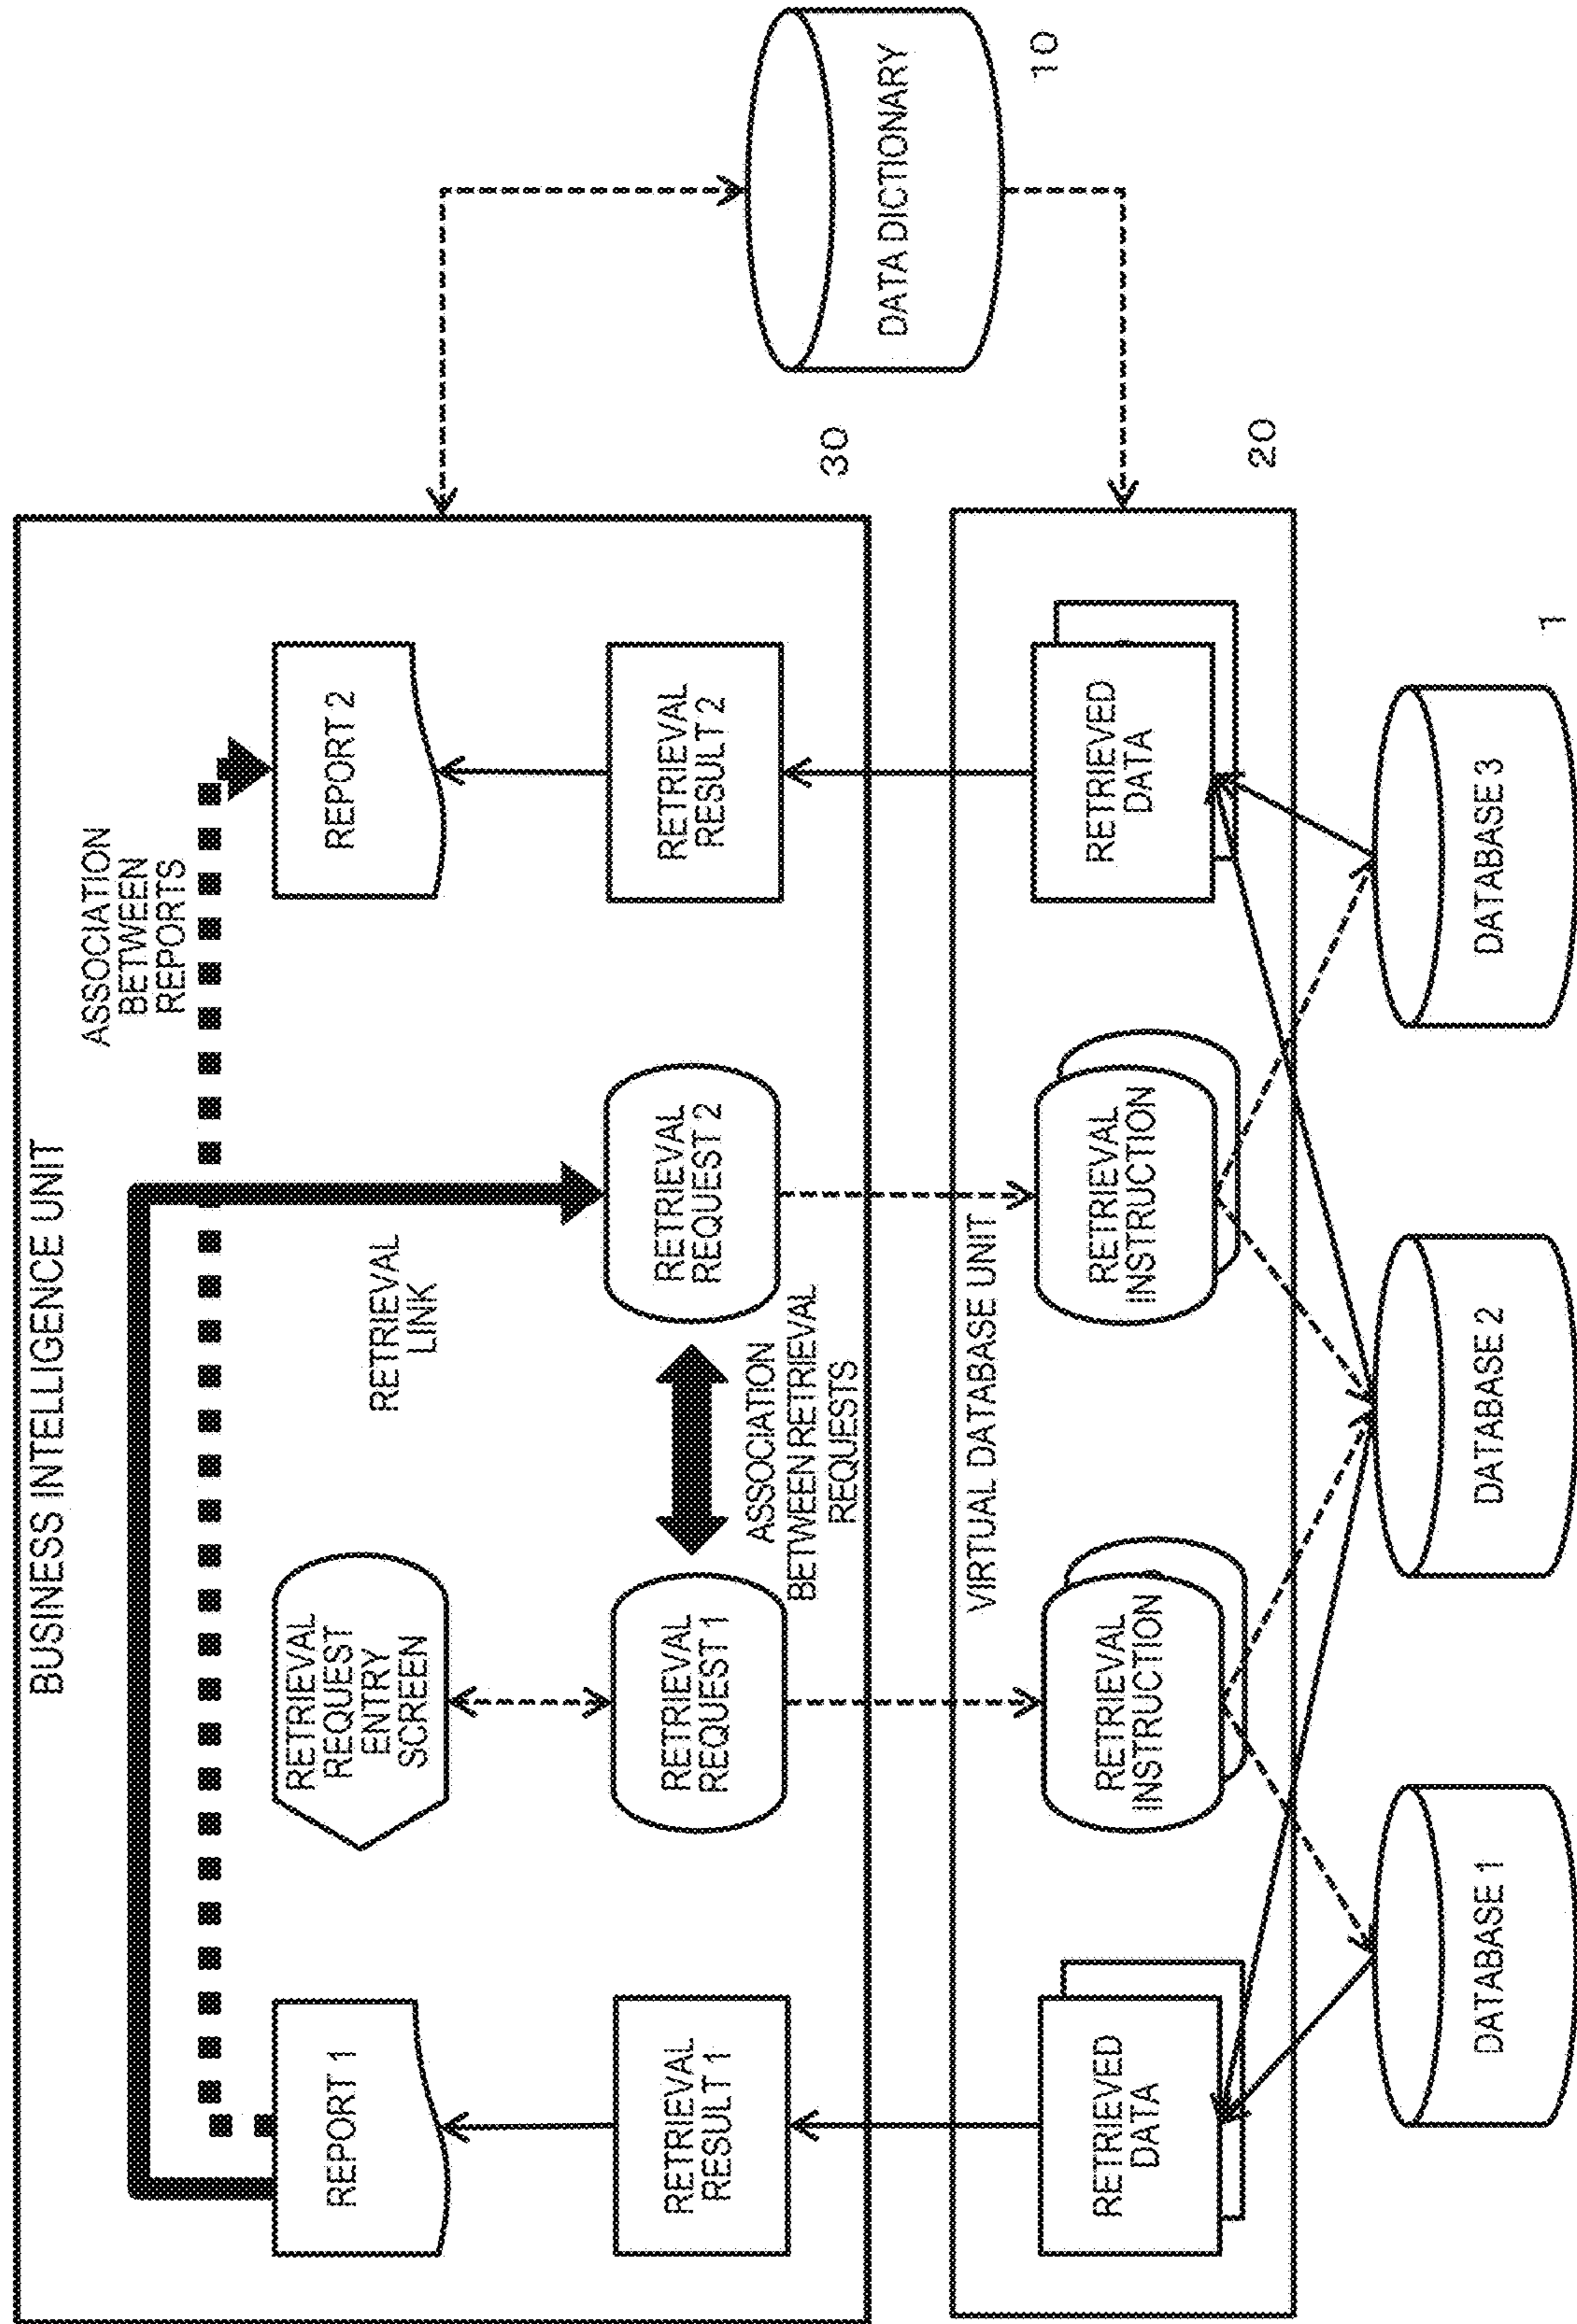 BUSINESS INTELLIGENCE UNIT
ASSOCIATION
BETWEEN
REPORTS
RETRIEVAL
LINK
REPORT 1
RETRIEVAL
REQUEST
ENTRY
SCREEN
REPORT 2
RETRIEVAL
RESULT 1
RETRIEVAL
REQUEST 1
RETRIEVAL
REQUEST 2
RETRIEVAL
RESULT 2
ASSOCIATION
BETWEEN RETRIEVAL
REQUESTS
30
DATA DICTIONARY
10
VIRTUAL DATABASE UNIT
RETRIEVED
DATA
RETRIEVAL
INSTRUCTION
RETRIEVAL
INSTRUCTION
RETRIEVED
DATA
20
DATABASE 1
DATABASE 2
DATABASE 3
1